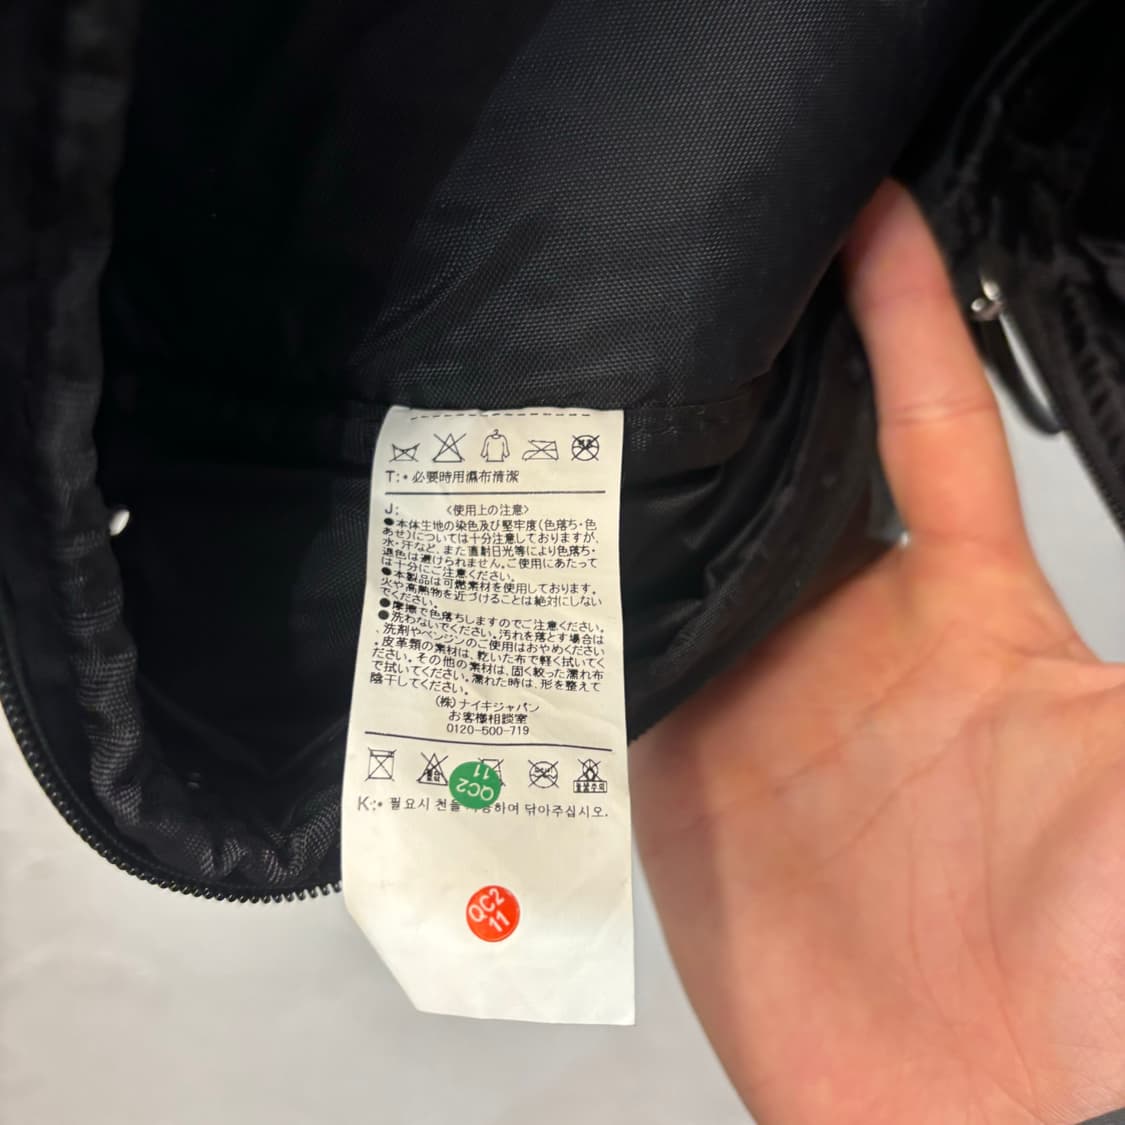 T:• 必要時用濕布清潔
J: 〈使用上の注意〉
●本体生地の染色及び堅牢度(色落ち・色
あせ)については十分注意しておりますが、
水・汗など、また直射日光等により色落ち・
退色は避けられません。ご使用にあたって
は十分にご注意ください。
●本製品は可燃素材を使用しております。
火や高熱物を近づけることは絶対にしない
でください。
●摩擦で色落ちしますのでご注意ください。
●洗わないでください。汚れを落とす場合は
、洗剤やベンジンのご使用はおやめください
。皮革類の素材は、乾いた布で軽く拭いてく
ださい。その他の素材は、固く絞った濡れ布
で拭いてください。濡れた時は、形を整えて
陰干してください。
(株)ナイキジャパン
お客様相談室
0120-500-719
QC2
11
K:• 필요시 천을 하여 닦아주십시오.
QC2
11